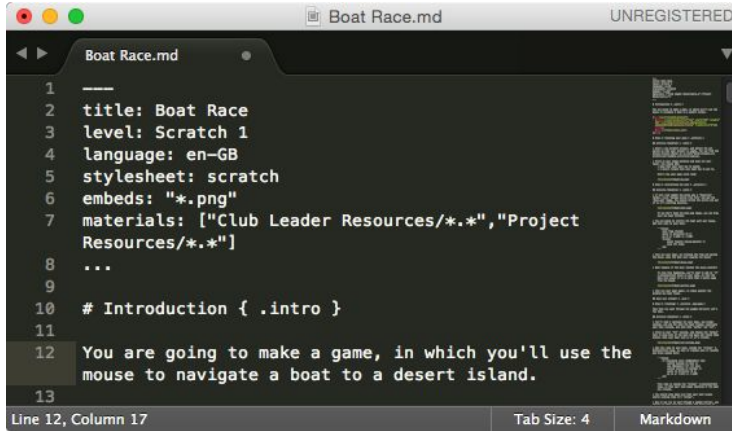 Boat Race.md
UNREGISTERED
Boat Race.md
1 ---
2 title: Boat Race
3 level: Scratch 1
4 language: en-GB
5 stylesheet: scratch
6 embeds: "*.png"
7 materials: ["Club Leader Resources/*.*","Project
Resources/*.*"]
8 ...
9
10 # Introduction { .intro }
11
12 You are going to make a game, in which you'll use the
mouse to navigate a boat to a desert island.
13
Line 12, Column 17
Tab Size: 4
Markdown